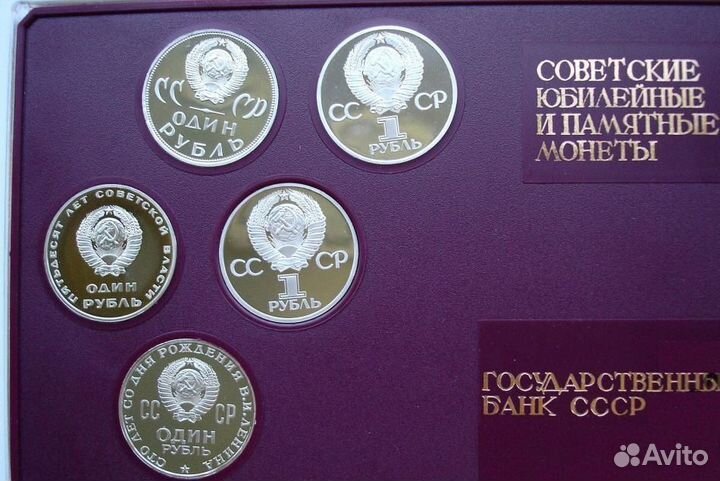 СС СР
ОДИН
РУБЛЬ
СС СР
1
РУБЛЬ
СОВЕТСКИЕ
ЮБИЛЕЙНЫЕ
И ПАМЯТНЫЕ
МОНЕТЫ
ПЯТЬДЕСЯТ ЛЕТ СОВЕТСКОЙ ВЛАСТИ
ОДИН
РУБЛЬ
СС СР
1
РУБЛЬ
СТО ЛЕТ СО ДНЯ РОЖДЕНИЯ В.И.ЛЕНИНА
СС СР
ОДИН
РУБЛЬ
ГОСУДАРСТВЕННЫ
БАНК СССР
Avito